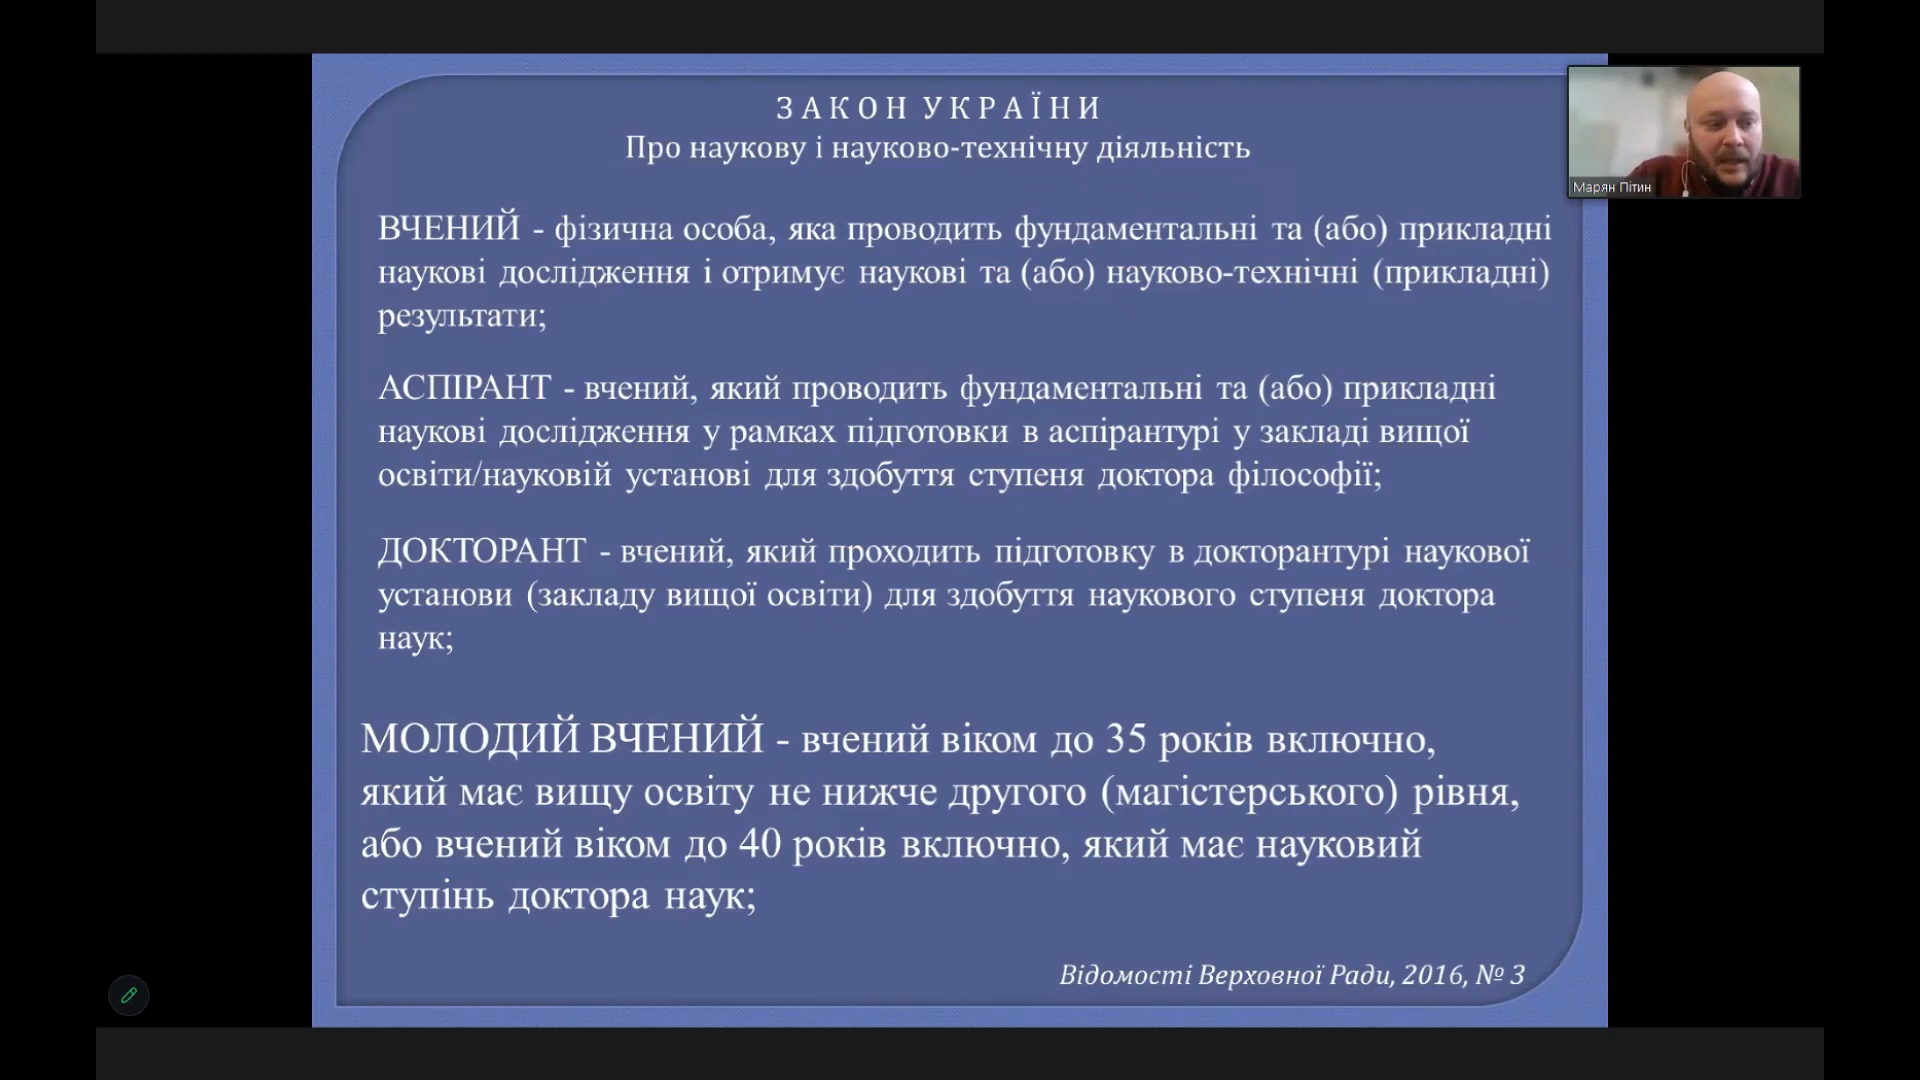 ЗАКОН УКРАЇНИ
Про наукову і науково-технічну діяльність
Марян Пітин
ВЧЕНИЙ - фізична особа, яка проводить фундаментальні та (або) прикладні
наукові дослідження і отримує наукові та (або) науково-технічні (прикладні)
результати;
АСПІРАНТ - вчений, який проводить фундаментальні та (або) прикладні
наукові дослідження у рамках підготовки в аспірантурі у закладі вищої
освіти/науковій установі для здобуття ступеня доктора філософії;
ДОКТОРАНТ - вчений, який проходить підготовку в докторантурі наукової
установи (закладу вищої освіти) для здобуття наукового ступеня доктора
наук;
МОЛОДИЙ ВЧЕНИЙ - вчений віком до 35 років включно,
який має вищу освіту не нижче другого (магістерського) рівня,
або вчений віком до 40 років включно, який має науковий
ступінь доктора наук;
Відомості Верховної Ради, 2016, № 3